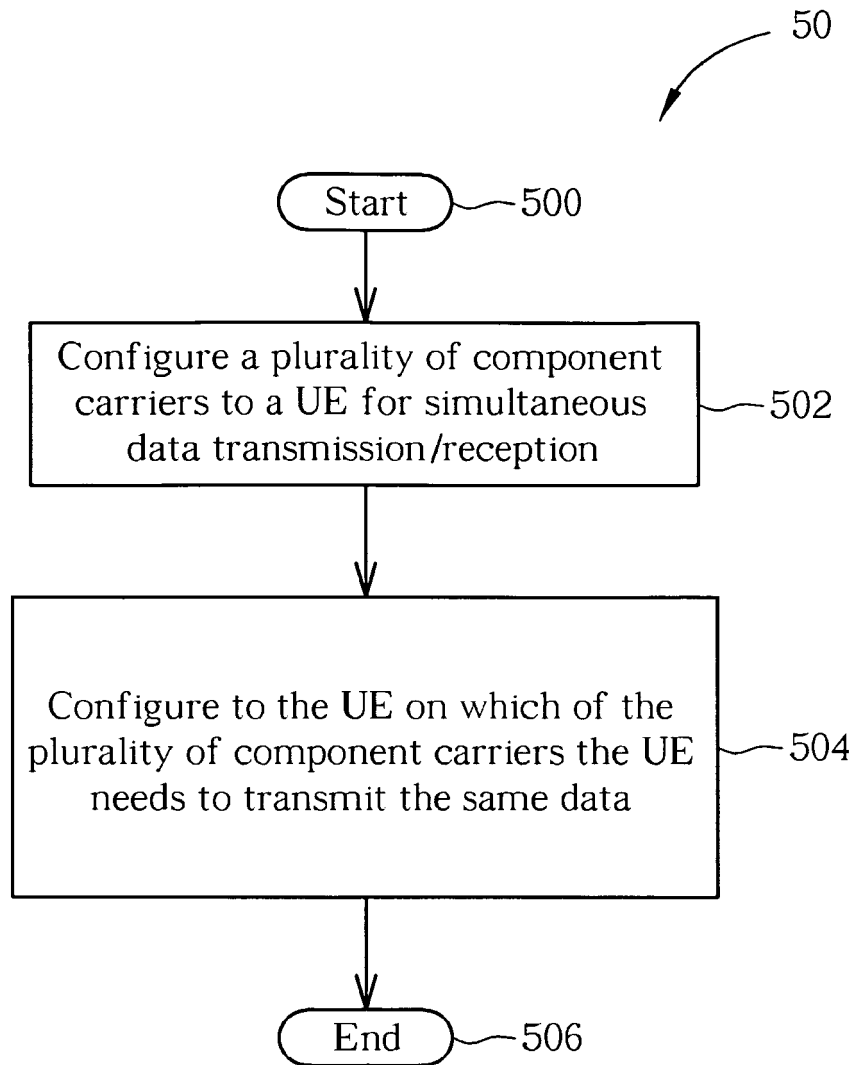 50
Start
500
Configure a plurality of component
carriers to a UE for simultaneous
data transmission/reception
502
Configure to the UE on which of the
plurality of component carriers the UE
needs to transmit the same data
504
End
506